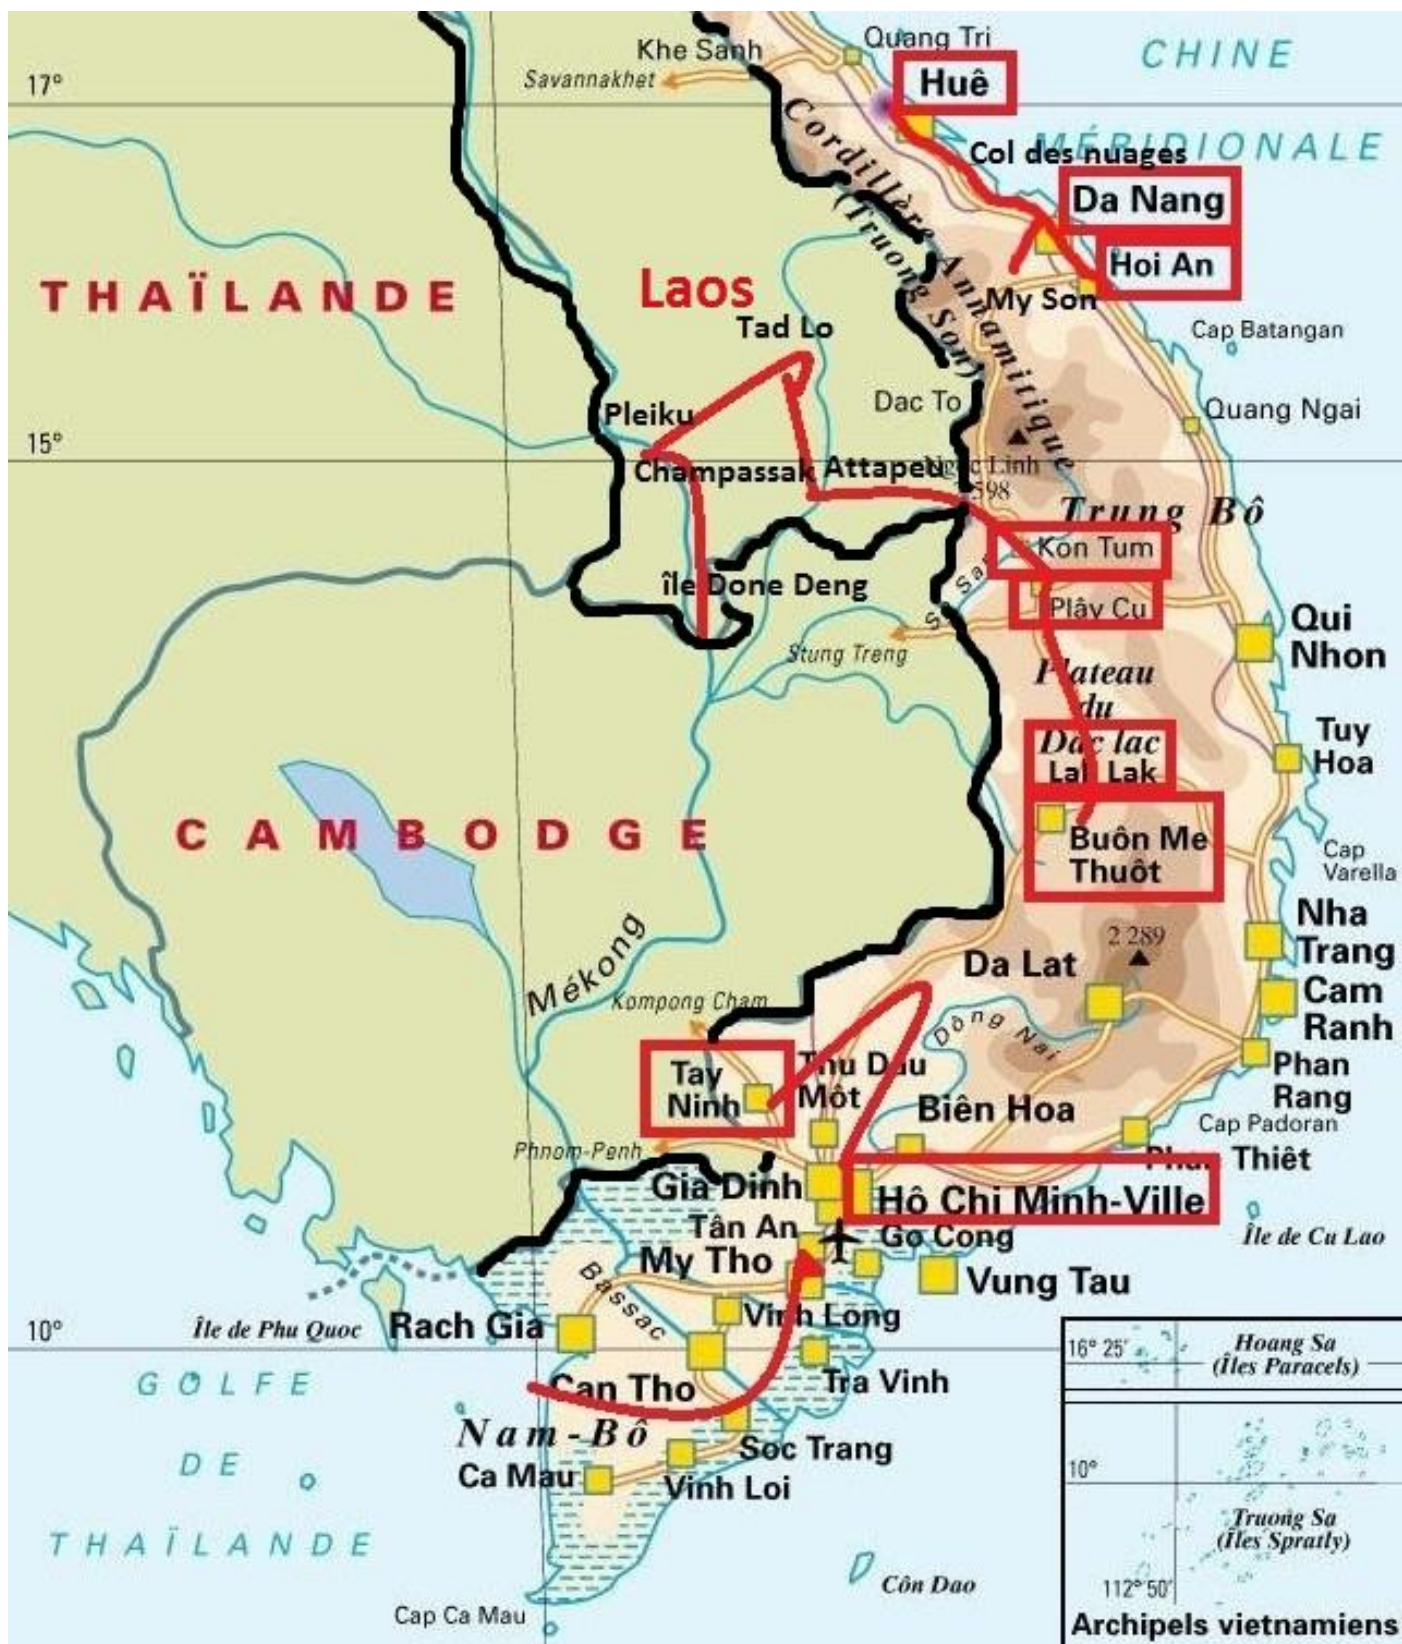 CHINE
Quang Tri
Khe Sanh
Savannakhet
Huê
17°
MÉRIDIONALE
Col des nuages
Cordillère Annamitique
(Truong Son)
Da Nang
Hoi An
THAÏLANDE
Laos
My Son
Tad Lo
Cap Batangan
Dac To
Quang Ngai
Pleiku
15°
Champassak
Attapeu
Linh
598
Trung Bô
Kon Tum
île Done Deng
Plâv Cu
San
Qui
Nhon
Stung Treng
Plateau
du
Dac lac
Lak
Tuy
Hoa
CAMBODGE
Buôn Me
Thuôt
Cap
Varella
Nha
Trang
2 289
Mékong
Da Lat
Kompong Cham
Cam
Ranh
Dông Nai
Tay
Ninh
Thu Dau
Môt
Phan
Rang
Biên Hoa
Cap Padoran
Phnom-Penh
Phan Thiêt
Gia Dinh
Hô Chi Minh-Ville
Tân An
Go Cong
Île de Cu Lao
My Tho
Vung Tau
Bassac
10°
Île de Phu Quoc
Rach Gia
Vinh Long
GOLFE
DE
THAÏLANDE
Can Tho
Tra Vinh
Nam-Bô
Soc Trang
Ca Mau
Vinh Loi
Côn Dao
Cap Ca Mau
16° 25'
Hoang Sa
(Îles Paracels)
10°
Truong Sa
(Îles Spratly)
112° 50'
Archipels vietnamiens